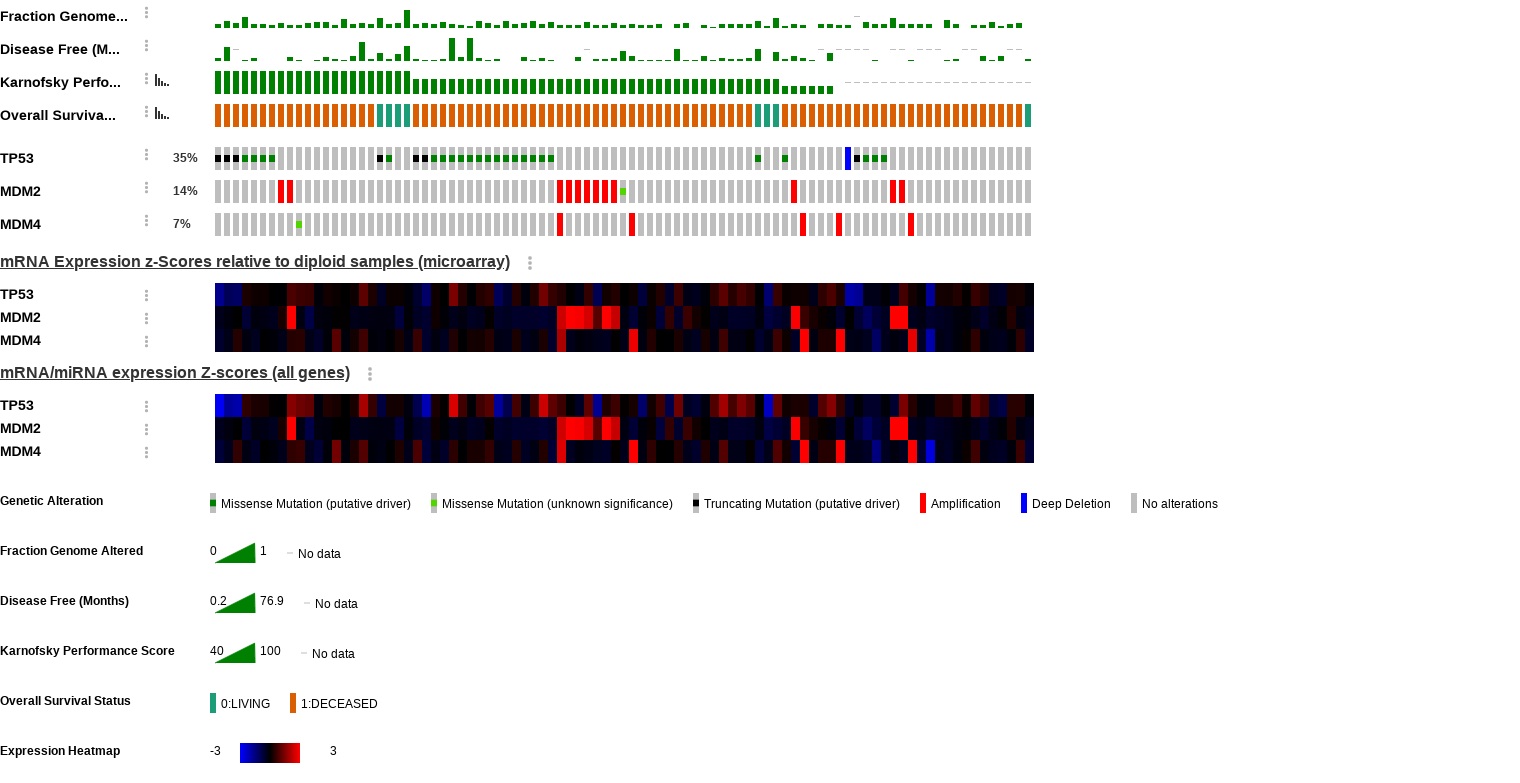 Fraction Genome...
Disease Free (M...
Karnofsky Perfo...
Overall Surviva...
TP53 35%
MDM2 14%
MDM4 7%
mRNA Expression z-Scores relative to diploid samples (microarray)
TP53
MDM2
MDM4
mRNA/miRNA expression Z-scores (all genes)
TP53
MDM2
MDM4
Genetic Alteration Missense Mutation (putative driver) Missense Mutation (unknown significance) Truncating Mutation (putative driver) Amplification Deep Deletion No alterations
Fraction Genome Altered 0 1 No data
Disease Free (Months) 0.2 76.9 No data
Karnofsky Performance Score 40 100 No data
Overall Survival Status 0:LIVING 1:DECEASED
Expression Heatmap -3 3